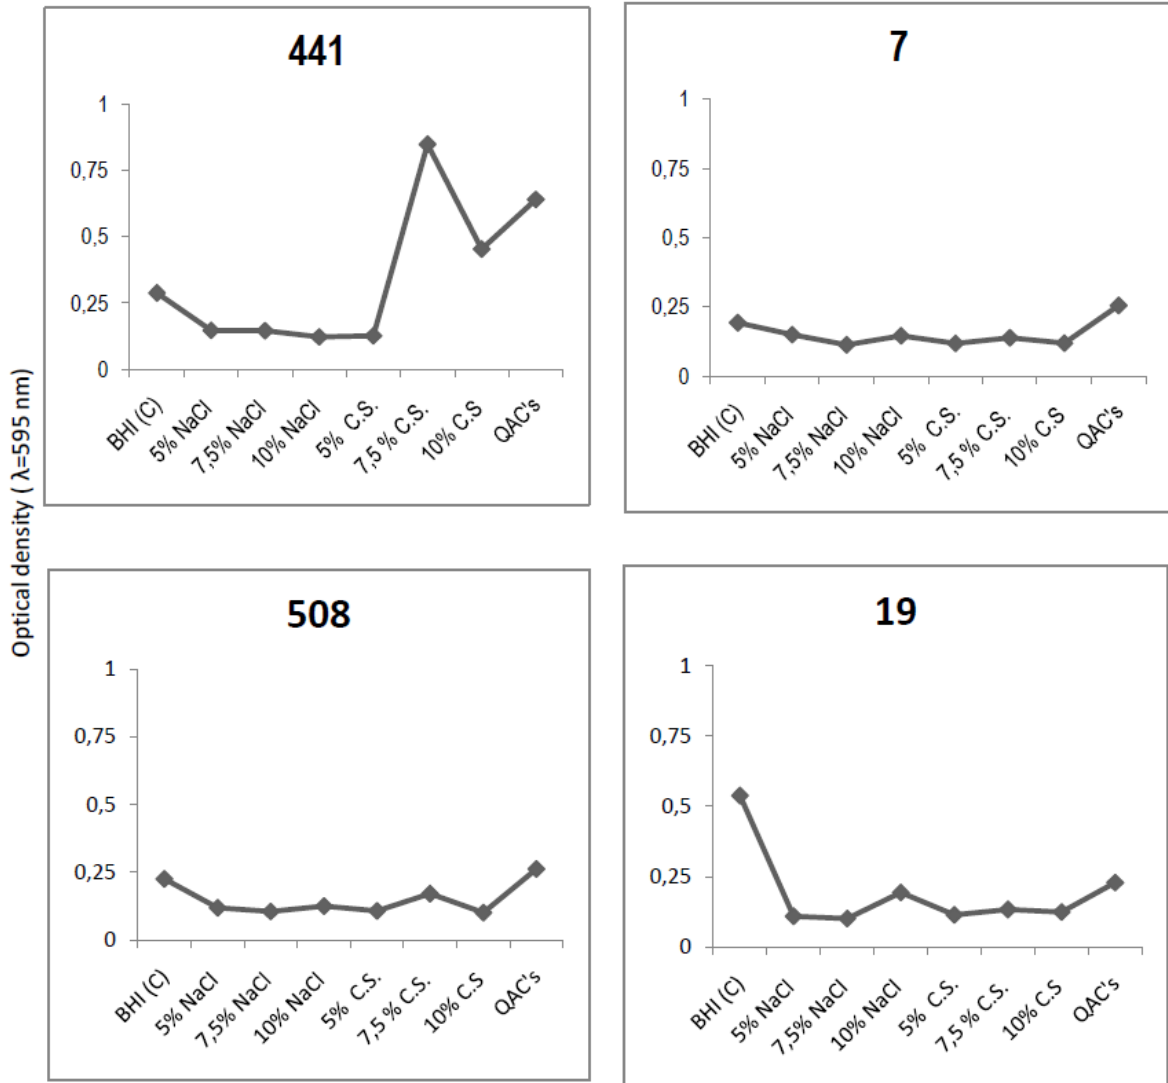 Optical density ( λ=595 nm)
441
1
0,75
0,5
0,25
0
BHI (C)
5% NaCl
7,5% NaCl
10% NaCl
5%  C.S.
7,5 % C.S.
10% C.S
QAC's
7
1
0,75
0,5
0,25
0
BHI (C)
5% NaCl
7,5% NaCl
10% NaCl
5%  C.S.
7,5 % C.S.
10% C.S
QAC's
508
1
0,75
0,5
0,25
0
BHI (C)
5% NaCl
7,5% NaCl
10% NaCl
5%  C.S.
7,5 % C.S.
10% C.S
QAC's
19
1
0,75
0,5
0,25
0
BHI (C)
5% NaCl
7,5% NaCl
10% NaCl
5%  C.S.
7,5 % C.S.
10% C.S
QAC's